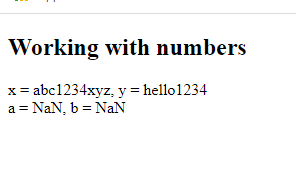 Working with numbers
x = abc1234xyz, y = hello1234
a = NaN, b = NaN